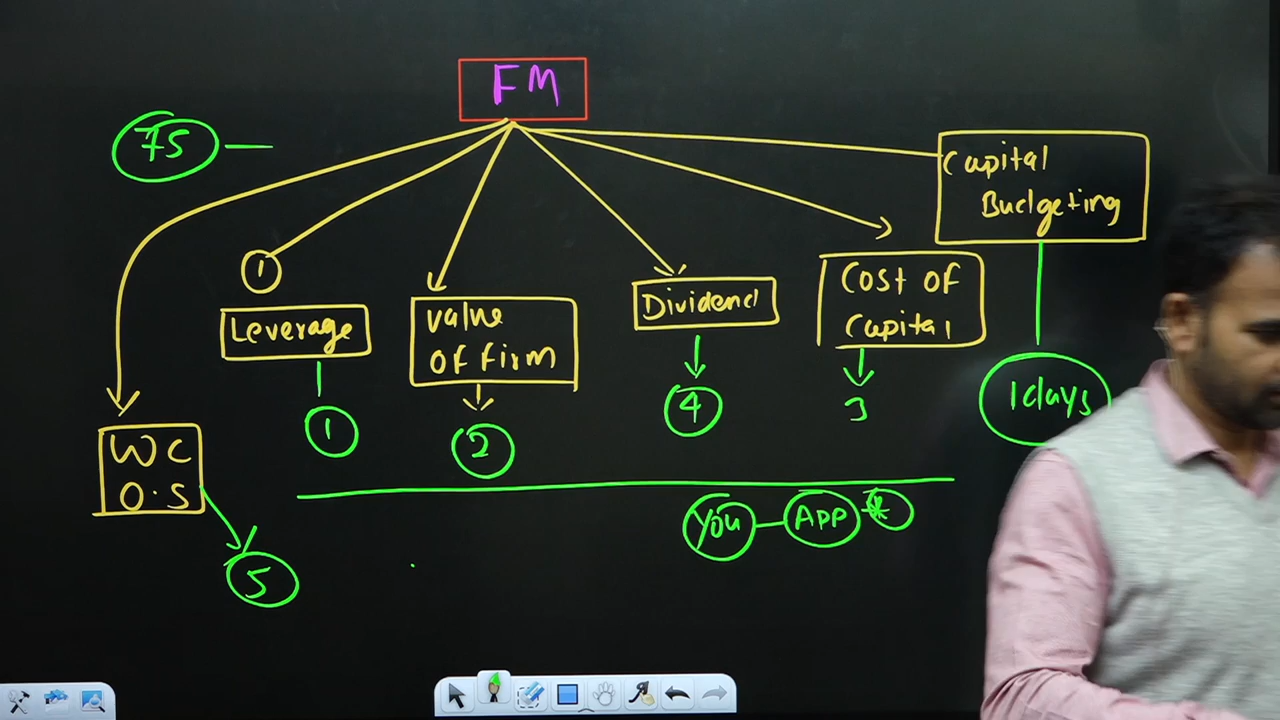 FM
75
Capital
Budgeting
1
Leverage
Value
Of firm
Dividend
Cost Of
Capital
1
2
4
3
1days
WC
O.S
5
You
APP